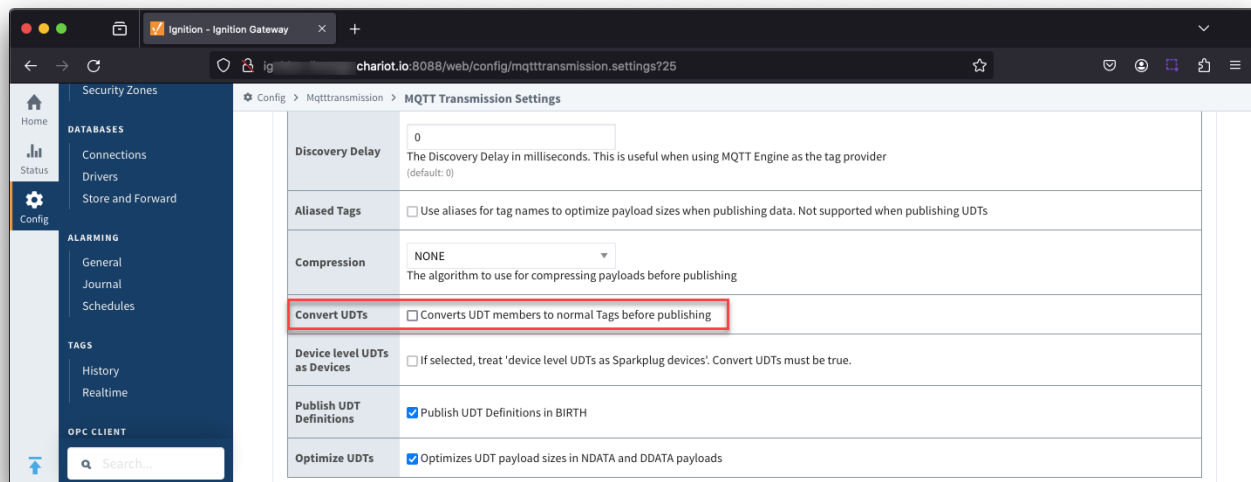 Ignition - Ignition Gateway
chariot.io:8088/web/config/mqtttransmission.settings?25
Home
Status
Config
Security Zones
DATABASES
Connections
Drivers
Store and Forward
ALARMING
General
Journal
Schedules
TAGS
History
Realtime
OPC CLIENT
Search...
Config > Mqtttransmission > MQTT Transmission Settings
Discovery Delay
0
The Discovery Delay in milliseconds. This is useful when using MQTT Engine as the tag provider
(default: 0)
Aliased Tags
Use aliases for tag names to optimize payload sizes when publishing data. Not supported when publishing UDTs
Compression
NONE
The algorithm to use for compressing payloads before publishing
Convert UDTs
Converts UDT members to normal Tags before publishing
Device level UDTs
as Devices
If selected, treat 'device level UDTs as Sparkplug devices'. Convert UDTs must be true.
Publish UDT
Definitions
Publish UDT Definitions in BIRTH
Optimize UDTs
Optimizes UDT payload sizes in NDATA and DDATA payloads